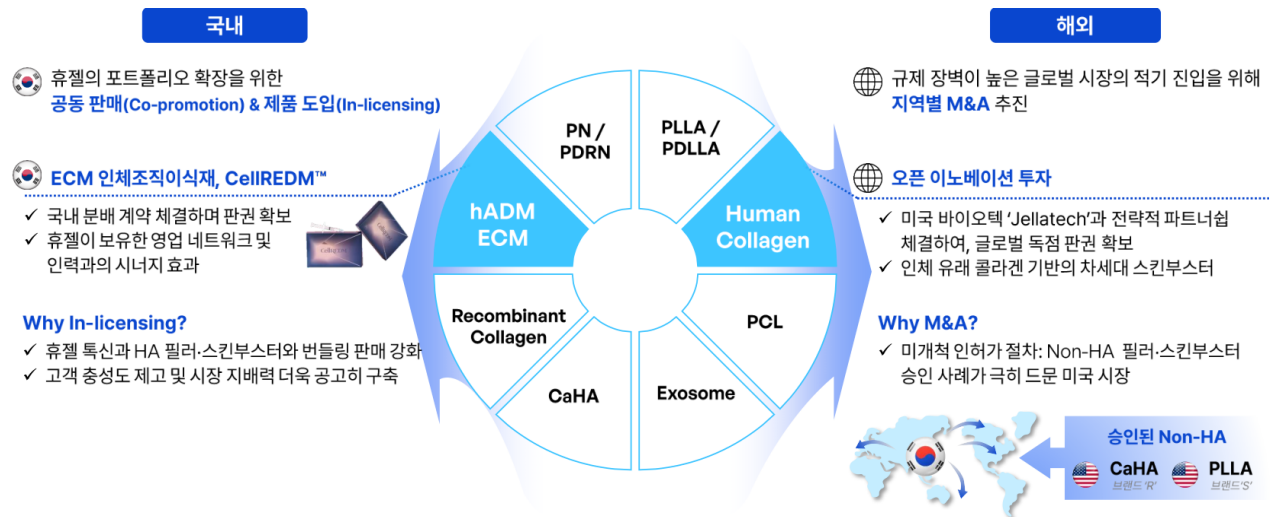 국내
휴젤의 포트폴리오 확장을 위한
공동 판매(Co-promotion) & 제품 도입(In-licensing)
ECM 인체조직이식재, CellREDM™
✓ 국내 분배 계약 체결하며 판권 확보
✓ 휴젤이 보유한 영업 네트워크 및
인력과의 시너지 효과
Why In-licensing?
✓ 휴젤 톡신과 HA 필러·스킨부스터와 번들링 판매 강화
✓ 고객 충성도 제고 및 시장 지배력 더욱 공고히 구축
PN /
PDRN
PLLA /
PDLLA
hADM
ECM
Human
Collagen
Recombinant
Collagen
PCL
CaHA
Exosome
해외
규제 장벽이 높은 글로벌 시장의 적기 진입을 위해
지역별 M&A 추진
오픈 이노베이션 투자
✓ 미국 바이오텍 ‘Jellatech’과 전략적 파트너쉽
체결하여, 글로벌 독점 판권 확보
✓ 인체 유래 콜라겐 기반의 차세대 스킨부스터
Why M&A?
✓ 미개척 인허가 절차: Non-HA 필러·스킨부스터
승인 사례가 극히 드문 미국 시장
승인된 Non-HA
CaHA
브랜드 ‘R’
PLLA
브랜드‘S’